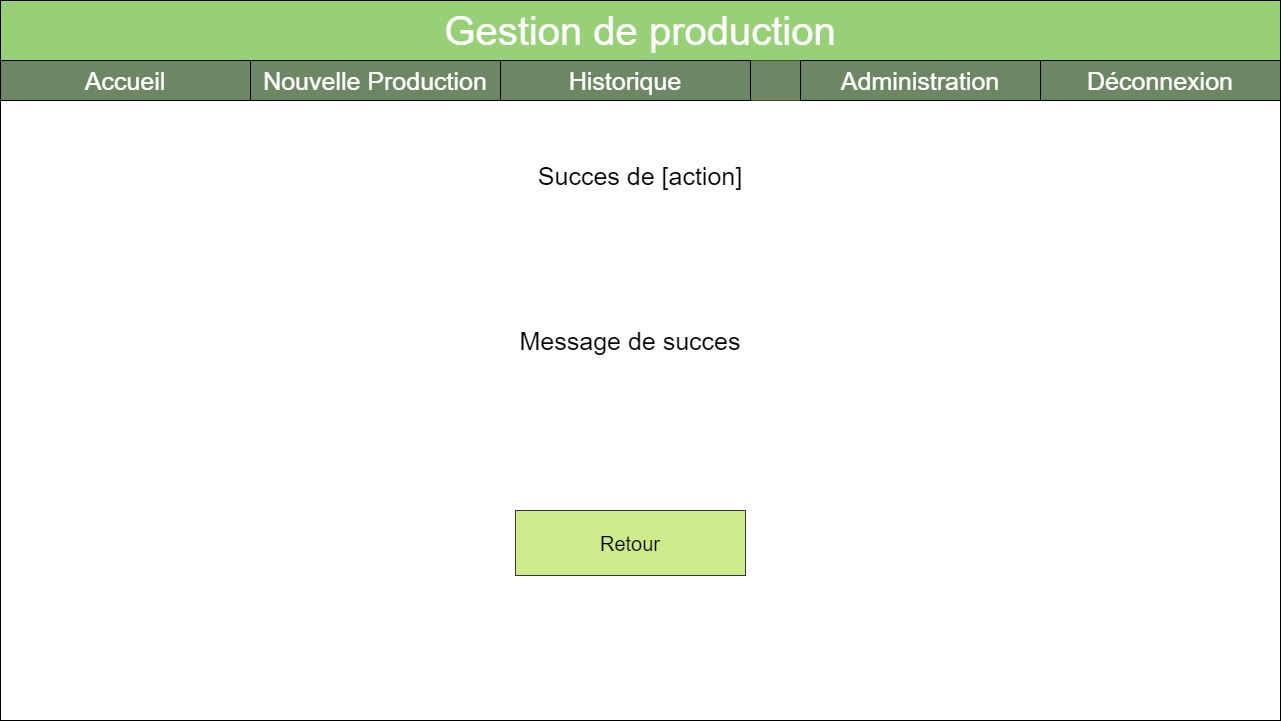 Gestion de production
Accueil Nouvelle Production Historique Administration Déconnexion
Succes de [action]
Message de succes
Retour